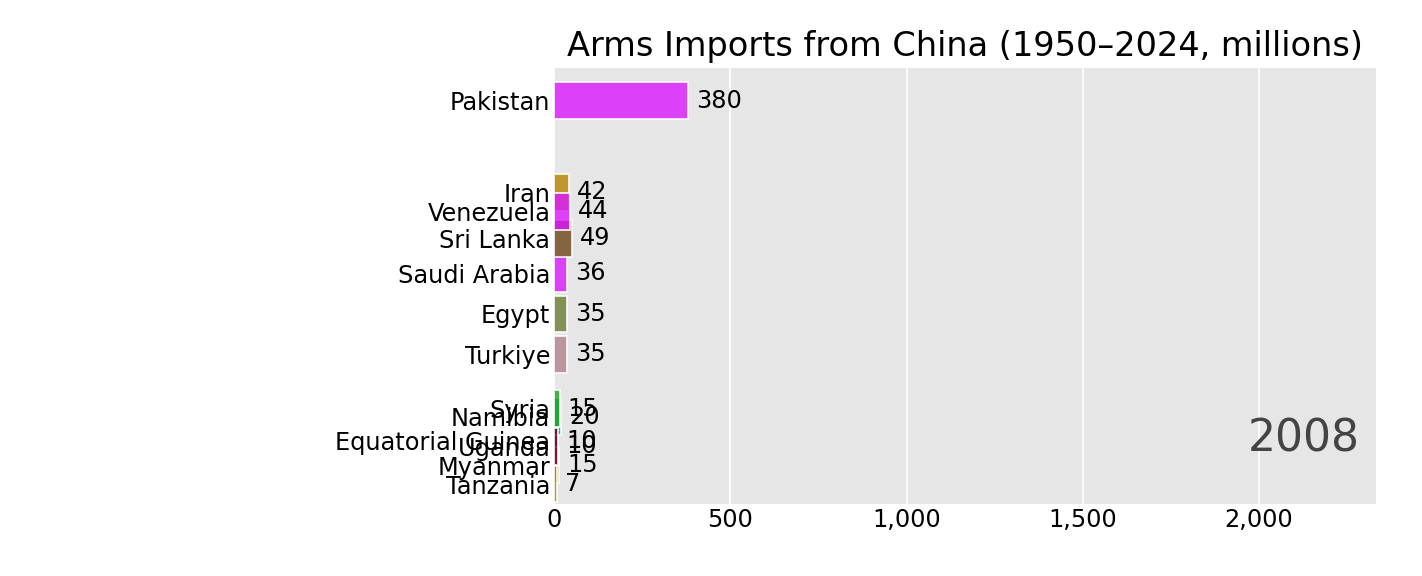 Arms Imports from China (1950–2024, millions)
Pakistan 380
Iran 42
Venezuela 44
Sri Lanka 49
Saudi Arabia 36
Egypt 35
Turkiye 35
Syria 15
Namibia 20
Equatorial Guinea 10
Uganda 10
Myanmar 15
Tanzania 7
2008
0 500 1,000 1,500 2,000